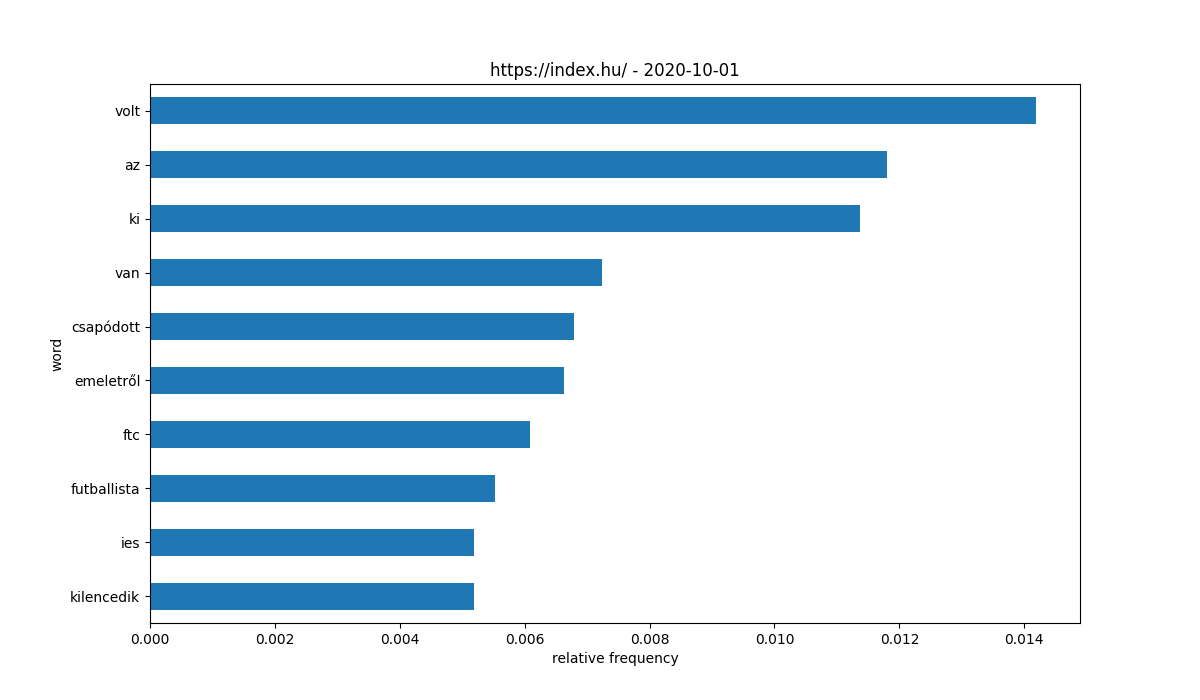 https://index.hu/ - 2020-10-01
volt
az
ki
van
csapódott
emeletről
ftc
futballista
ies
kilencedik
word
0.000 0.002 0.004 0.006 0.008 0.010 0.012 0.014
relative frequency